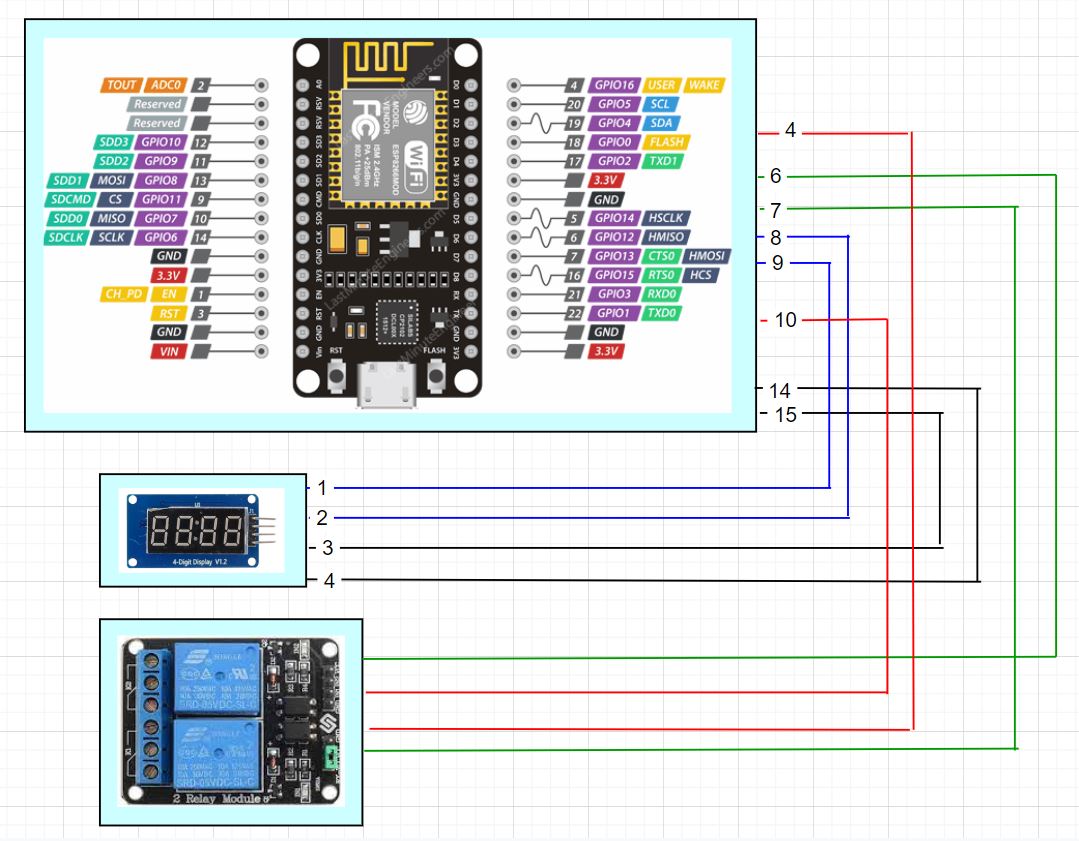 TOUT ADC0 2
Reserved
Reserved
SDD3 GPIO10 12
SDD2 GPIO9 11
SDD1 MOSI GPIO8 13
SDCMD CS GPIO11 9
SDD0 MISO GPIO7 10
SDCLK SCLK GPIO6 14
GND
3.3V
CH_PD EN 1
RST 3
GND
VIN
A0
RSV
RSV
SD3
SD2
SD1
CMD
SD0
CLK
GND
3V3
EN
RST
GND
Vin
MODEL ESP8266MOD
VENDOR
ISM 2.4GHz
PA +25dBm
802.11b/g/n
FCC
WiFi
LastMinuteEngineers.com
SILABS
CP2102
RST
FLASH
D0
D1
D2
D3
D4
3V3
GND
D5
D6
D7
D8
RX
TX
GND
3V3
4 GPIO16 USER WAKE
20 GPIO5 SCL
19 GPIO4 SDA
18 GPIO0 FLASH
17 GPIO2 TXD1
3.3V
GND
5 GPIO14 HSCLK
6 GPIO12 HMISO
7 GPIO13 CTS0 HMOSI
16 GPIO15 RTS0 HCS
21 GPIO3 RXD0
22 GPIO1 TXD0
GND
3.3V
4
6
7
8
9
10
14
15
4-Digit Display V1.2
1
2
3
4
SRD-05VDC-SL-C
SRD-05VDC-SL-C
2 Relay Module